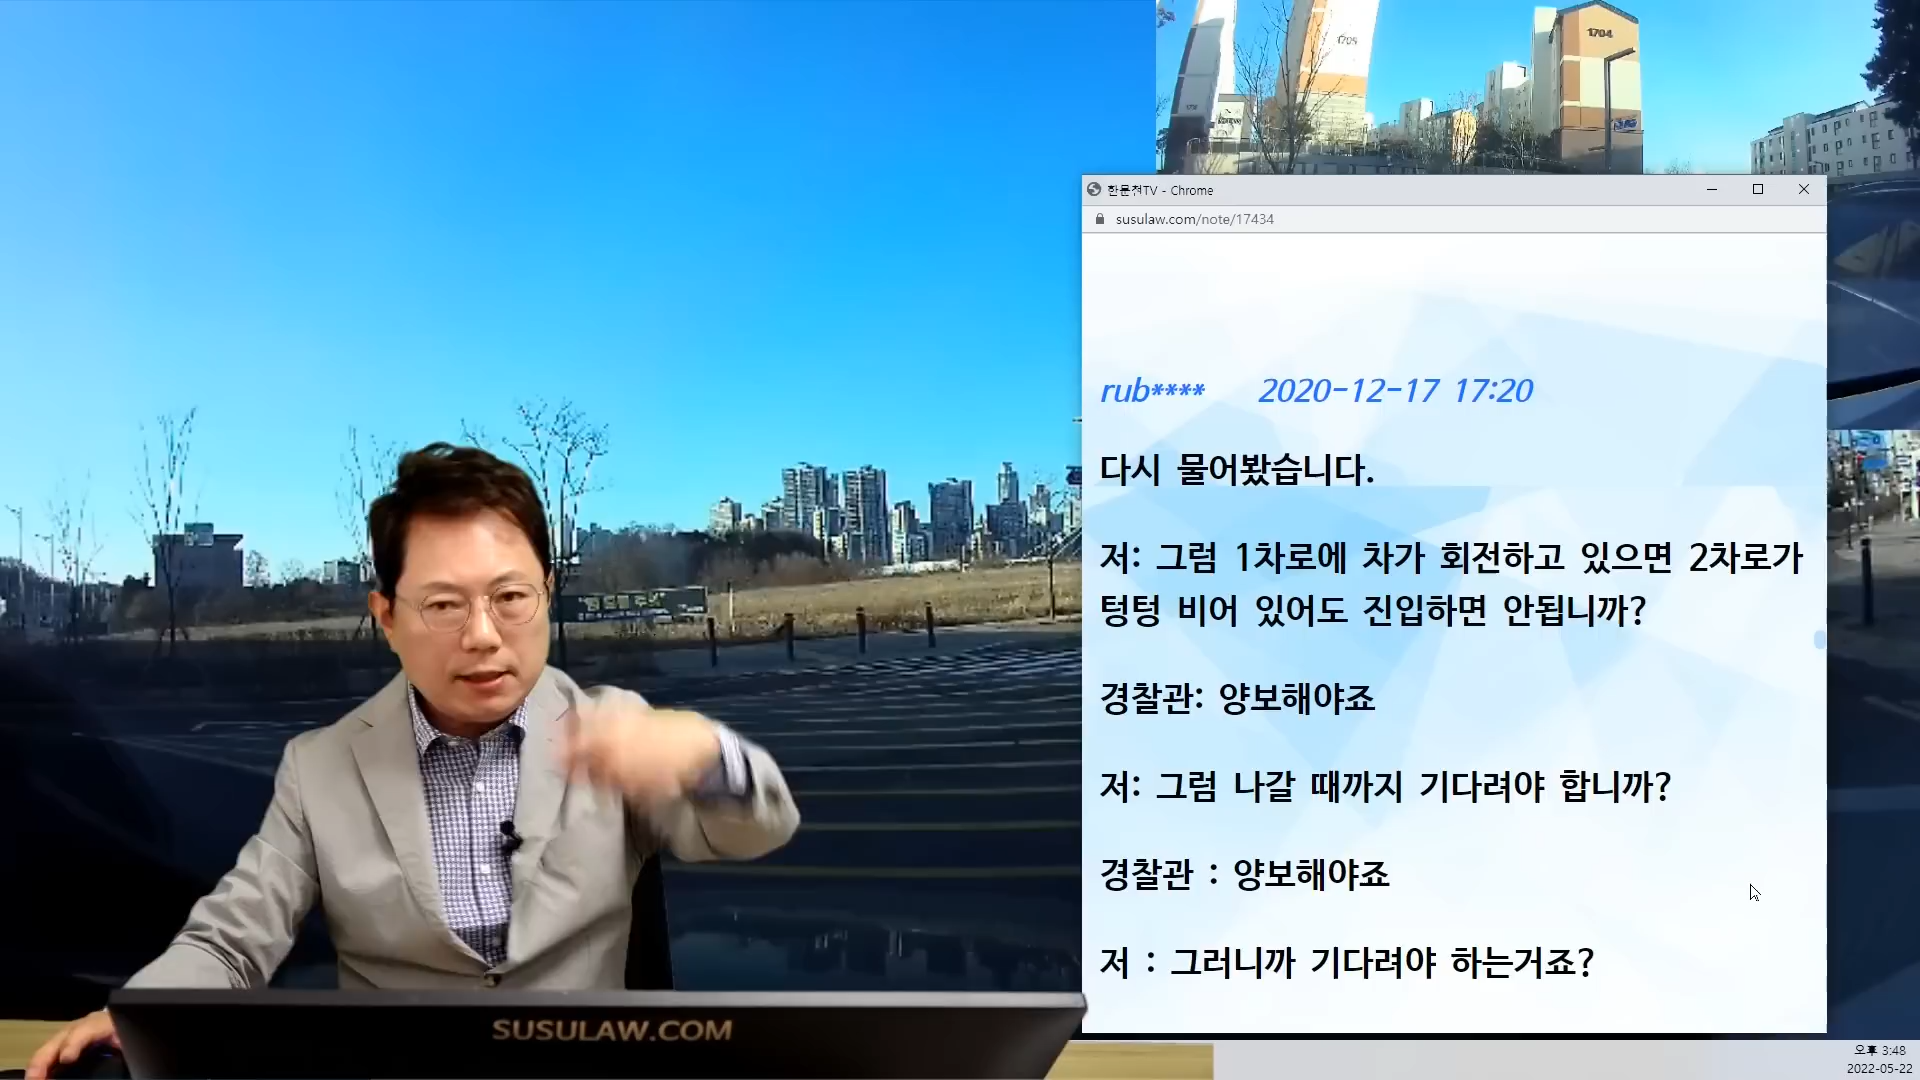 1705
1704
한문철TV - Chrome
susulaw.com/note/17434
rub**** 2020-12-17 17:20
다시 물어봤습니다.
저: 그럼 1차로에 차가 회전하고 있으면 2차로가
텅텅 비어 있어도 진입하면 안됩니까?
경찰관: 양보해야죠
저: 그럼 나갈 때까지 기다려야 합니까?
경찰관 : 양보해야죠
저 : 그러니까 기다려야 하는거죠?
SUSULAW.COM
오후 3:48
2022-05-22